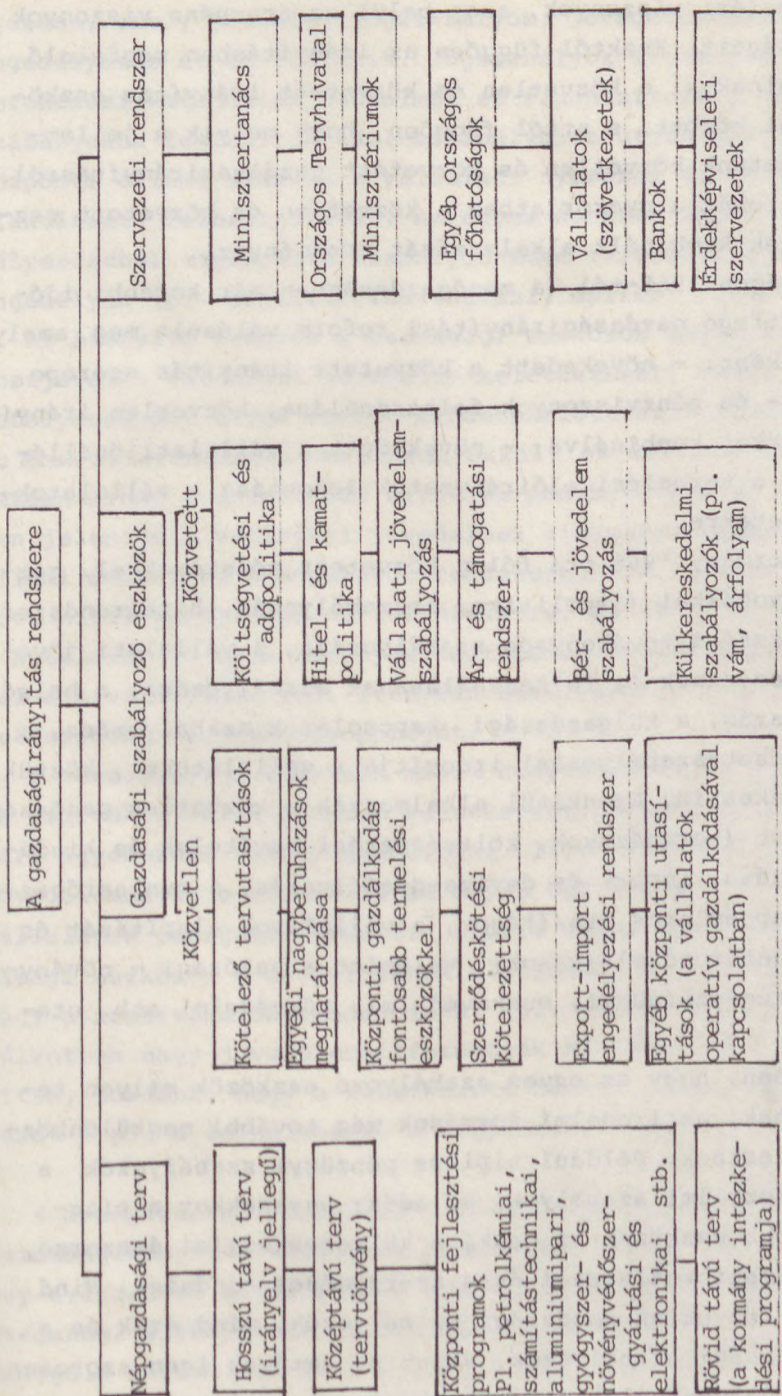 A gazdaságirányítás rendszere
Népgazdasági terv
Hosszú távú terv
(irányelv jellegű)
Középtávú terv
(tervtörvény)
Központi fejlesztési
programok
Pl. Petrolkémiai,
számítástechnikai
alumíniumipari
gyógyszer- és
növényvédőszer-
gyártási és
elektronikai stb.
Rövid távú terv
(a kormány intézke-
dési programja)
Gazdasági szabályozó eszközök
Közvetlen
Kötelező tervutasítások
Egyedi nagyberuházások
meghatározása
Központi gazdálkodás
fontosabb termelési
eszközökkel
Szerződéskötési
kötelezettség
Export-import
engedélyezési rendszer
Egyéb központi utasí-
tások (a vállalatok
operatív gazdálkodásával
kapcsolatban)
Közvetett
Költségvetési és
adópolitika
Hitel- és kamat-
politika
Vállalati jövedelem-
szabályozás
Ár- és támogatási
rendszer
Bér- és jövedelem
szabályozás
Külkereskedelmi
szabályozók (pl.
vám, árfolyam)
Szervezeti rendszer
Minisztertanács
Országos Tervhivatal
Minisztériumok
Egyéb országos
főhatóságok
Vállalatok
(szövetkezetek)
Bankok
Érdekképviseleti
szervezetek